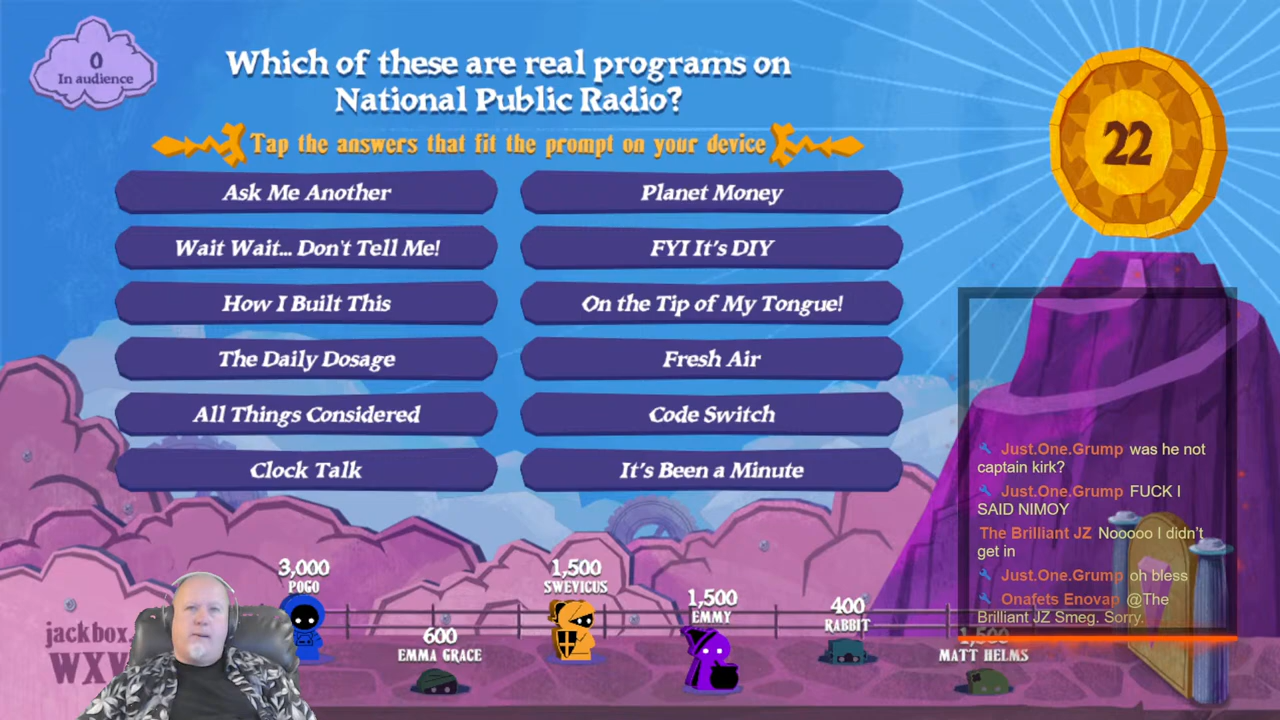 0
In audience
Which of these are real programs on
National Public Radio?
Tap the answers that fit the prompt on your device
22
Ask Me Another
Planet Money
Wait Wait... Don't Tell Me!
FYI It's DIY
How I Built This
On the Tip of My Tongue!
The Daily Dosage
Fresh Air
All Things Considered
Code Switch
Clock Talk
It's Been a Minute
Just.One.Grump was he not
captain kirk?
Just.One.Grump FUCK I
SAID NIMOY
The Brilliant JZ Nooooo I didn't
get in
Just.One.Grump oh bless
Onafets Enovap @The
Brilliant JZ Smeg. Sorry.
3,000
POGO
600
EMMA GRACE
1,500
SWEVICUS
1,500
EMMY
400
RABBIT
1,500
MATT HELMS
jackbox.